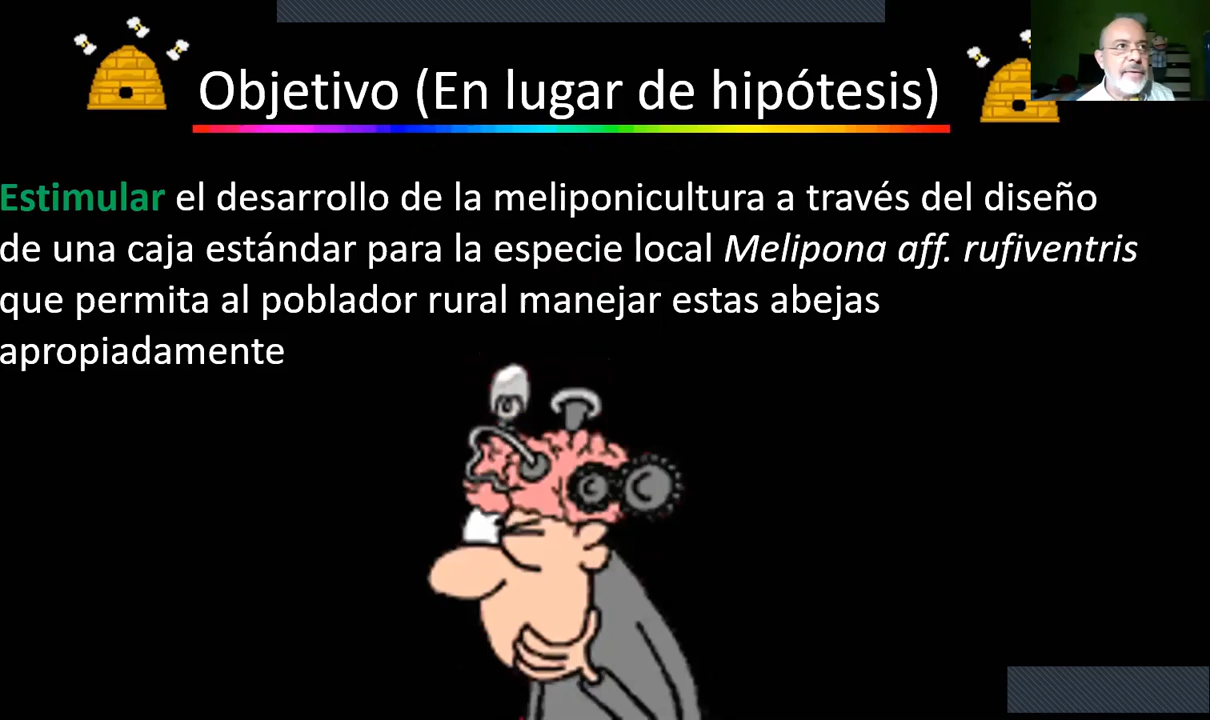 Objetivo (En lugar de hipótesis)
Estimular el desarrollo de la meliponicultura a través del diseño
de una caja estándar para la especie local Melipona aff. rufiventris
que permita al poblador rural manejar estas abejas
apropiadamente